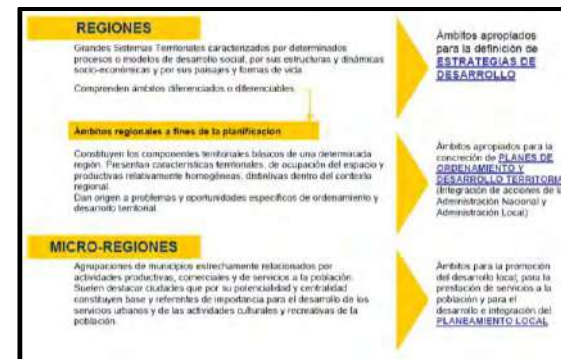 REGIONES
Grandes Sistemas Territoriales caracterizados por determinados
procesos o modelos de desarrollo social, por sus estructuras y dinámicas
socio-económicas y por sus paisajes y formas de vida
Comprenden ámbitos diferenciados o diferenciables.
Ámbitos apropiados
para la definición de
ESTRATEGIAS DE
DESARROLLO
Ámbitos regionales a fines de la planificacion
Constituyen los componentes territoriales básicos de una determinada
región. Presentan características territoriales, de ocupación del espacio y
productivas relativamente homogéneas, distintivas dentro del contexto
regional.
Dan origen a problemas y oportunidades específicos de ordenamiento y
desarrollo territorial.
Ámbitos apropiados para la
concreción de PLANES DE
ORDENAMIENTO Y
DESARROLLO TERRITORIA
(Integración de acciones de la
Administración Nacional y
Administración Local)
MICRO-REGIONES
Agrupaciones de municipios estrechamente relacionados por
actividades productivas, comerciales y de servicios a la población.
Suelen destacar ciudades que por su potencialidad y centralidad
constituyen base y referentes de importancia para el desarrollo de los
servicios urbanos y de las actividades culturales y recreativas de la
población.
Ámbitos para la promoción
del desarrollo local, para la
prestación de servicios a la
población y para el
desarrollo e integración del
PLANEAMIENTO LOCAL